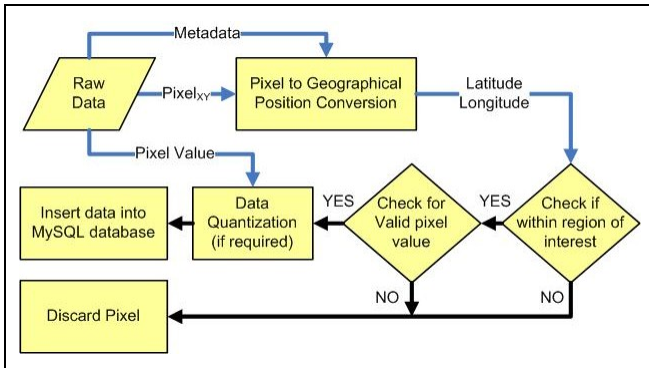 Metadata
Raw
Data
PixelXY
Pixel to Geographical
Position Conversion
Latitude
Longitude
Pixel Value
Insert data into
MySQL database
Data
Quantization
(if required)
YES
Check for
Valid pixel
value
YES
Check if
within region of
interest
NO
NO
Discard Pixel